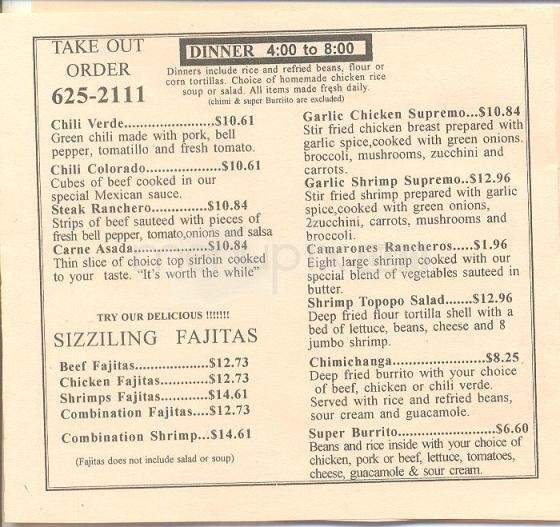 TAKE OUT
ORDER
625-2111
DINNER 4:00 to 8:00
Dinners include rice and refried beans, flour or
corn tortillas. Choice of homemade chicken rice
soup or salad. All items made fresh daily.
(chimi & super Burrtito are excluded)
Chili Verde.......................$10.61
Green chili made with pork, bell
pepper, tomatillo and fresh tomato.
Chili Colorado...................$10.61
Cubes of beef cooked in our
special Mexican sauce.
Steak Ranchero..............$10.84
Strips of beef sauteed with pieces of
fresh bell pepper, tomato,onions and salsa
Carne Asada...................$10.84
Thin slice of choice top sirloin cooked
to your taste. "It's worth the while"
TRY OUR DELICIOUS !!!!!!!
SIZZILING FAJITAS
Beef Fajitas..................$12.73
Chicken Fajitas............$12.73
Shrimps Fajitas............$14.61
Combination Fajitas....$12.73
Combination Shrimp...$14.61
(Fajitas does not include salad or soup)
Garlic Chicken Supremo...$10.84
Stir fried chicken breast prepared with
garlic spice,cooked with green onions.
broccoli, mushrooms, zucchini and
carrots.
Garlic Shrimp Supremo..$12.96
Stir fried shrimp prepared with garlic
spice,cooked with green onions,
2zucchini, carrots, mushrooms and
broccoli.
Camarones Rancheros.....$1.96
Eight large shrimp cooked with our
special blend of vegetables sauteed in
butter.
Shrimp Topopo Salad.......$12.96
Deep fried flour tortilla shell with a
bed of lettuce, beans, cheese and 8
jumbo shrimp.
Chimichanga.......................$8.25
Deep fried burrito with your choice
of beef, chicken or chili verde.
Served with rice and refried beans,
sour cream and guacamole.
Super Burrito........................$6.60
Beans and rice inside with your choice of
chicken, pork or beef, lettuce, tomatoes,
cheese, guacamole & sour cream.